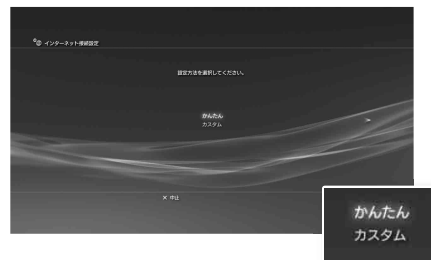 インターネット接続設定
設定方法を選択してください。
かんたん
カスタム
× 中止
かんたん
カスタム